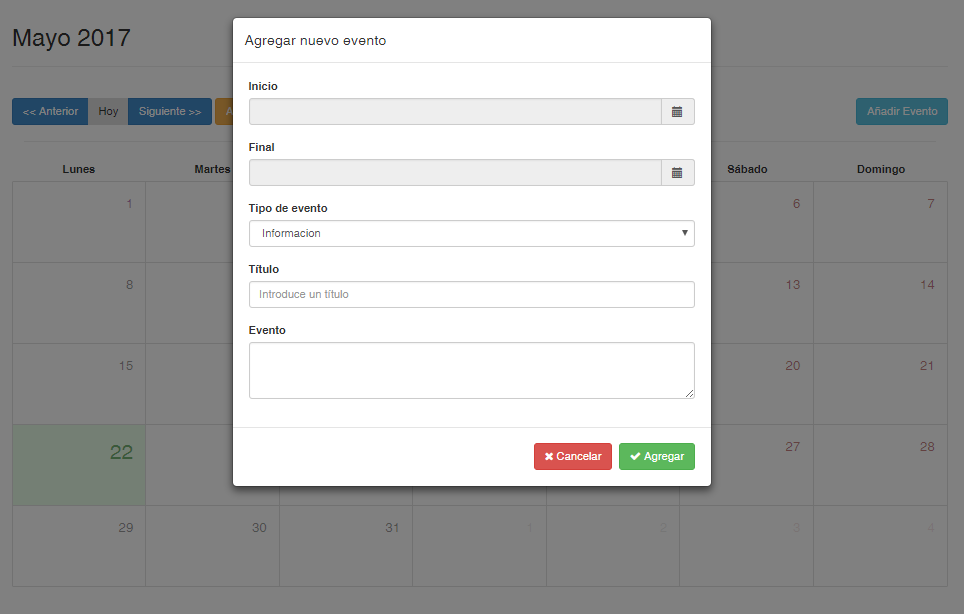 Mayo 2017
Agregar nuevo evento
Inicio
Final
Tipo de evento
Informacion
Título
Introduce un título
Evento
Cancelar Agregar
<< Anterior Hoy Siguiente >> Añadir Evento
Lunes Martes Sábado Domingo
1 6 7
8 13 14
15 20 21
22 27 28
29 30 31 1 2 3 4